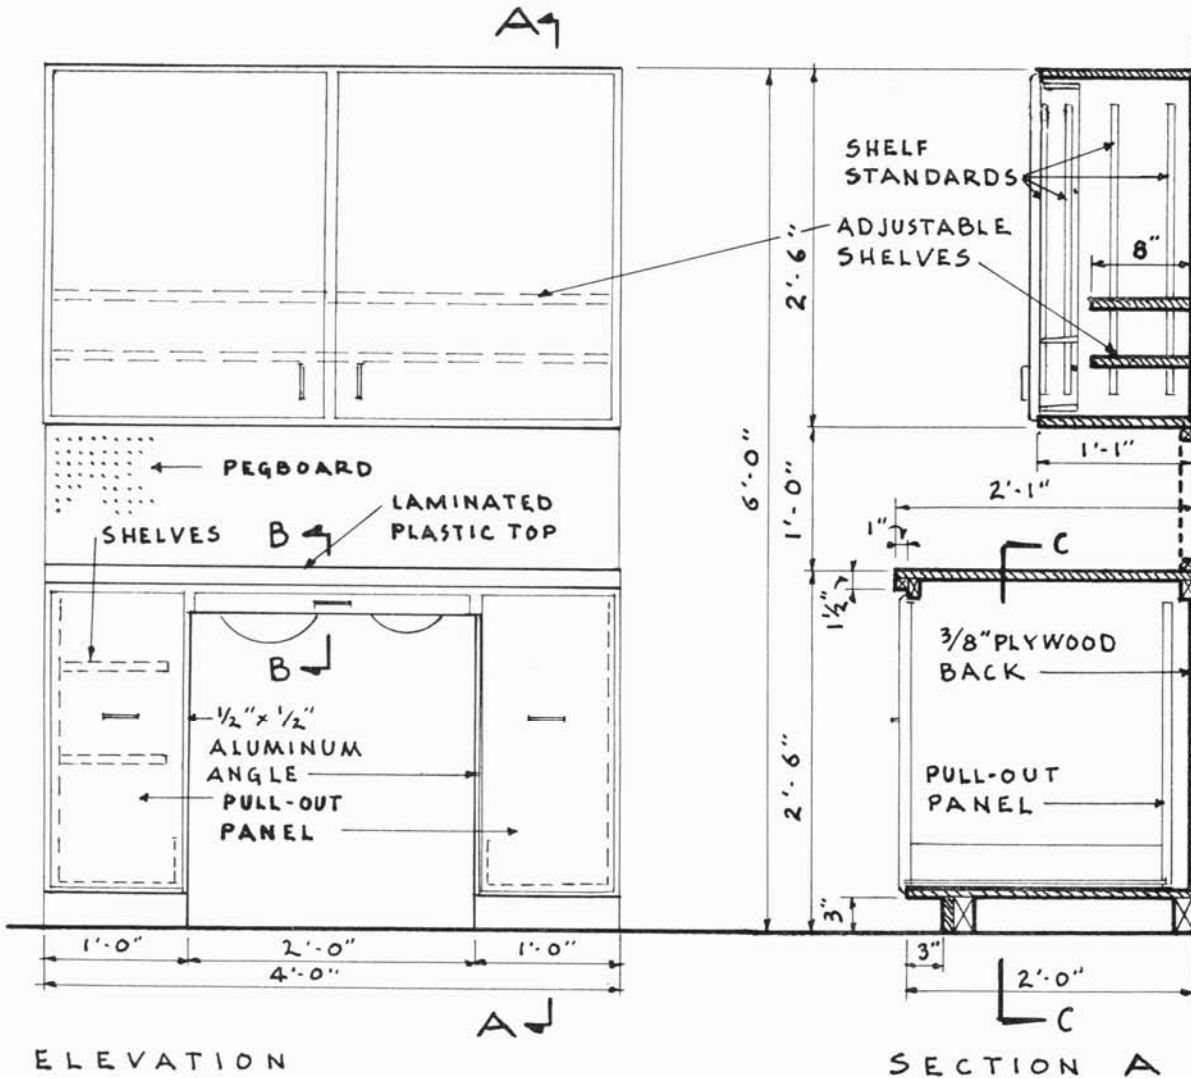 A
SHELF
STANDARDS
ADJUSTABLE
SHELVES
8"
2'-6"
6'-0"
PEGBOARD
LAMINATED
PLASTIC TOP
SHELVES
B
1'-0"
1'-1"
2'-1"
1"
C
1½"
3/8" PLYWOOD
BACK
B
1/2" x 1/2"
ALUMINUM
ANGLE
PULL-OUT
PANEL
2'-6"
PULL-OUT
PANEL
3"
3"
1'-0" 2'-0" 1'-0"
4'-0"
2'-0"
A
C
ELEVATION
SECTION A